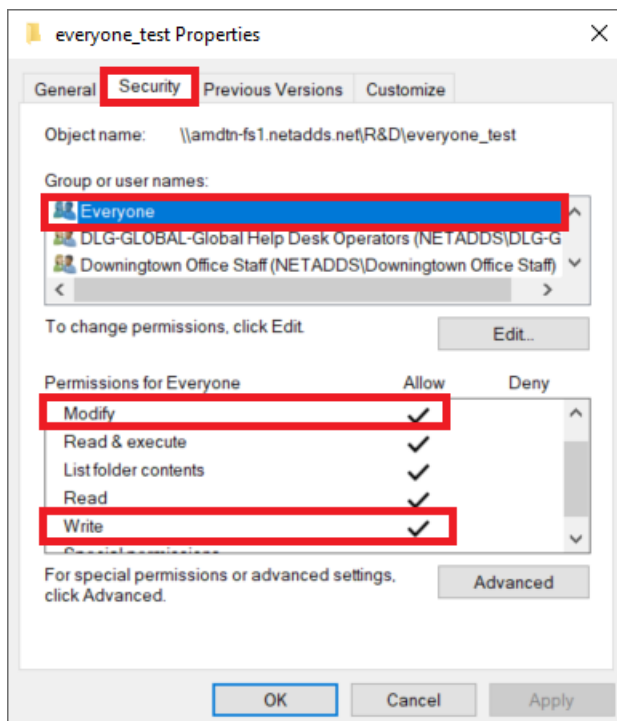 everyone_test Properties
General Security Previous Versions Customize
Object name: \\amdtn-fs1.netadds.net\R&D\everyone_test
Group or user names:
Everyone
DLG-GLOBAL-Global Help Desk Operators (NETADDS\DLG-G
Downingtown Office Staff (NETADDS\Downingtown Office Staff)
To change permissions, click Edit.
Edit...
Permissions for Everyone Allow Deny
Modify
Read & execute
List folder contents
Read
Write
Special permissions
For special permissions or advanced settings,
click Advanced.
Advanced
OK Cancel Apply